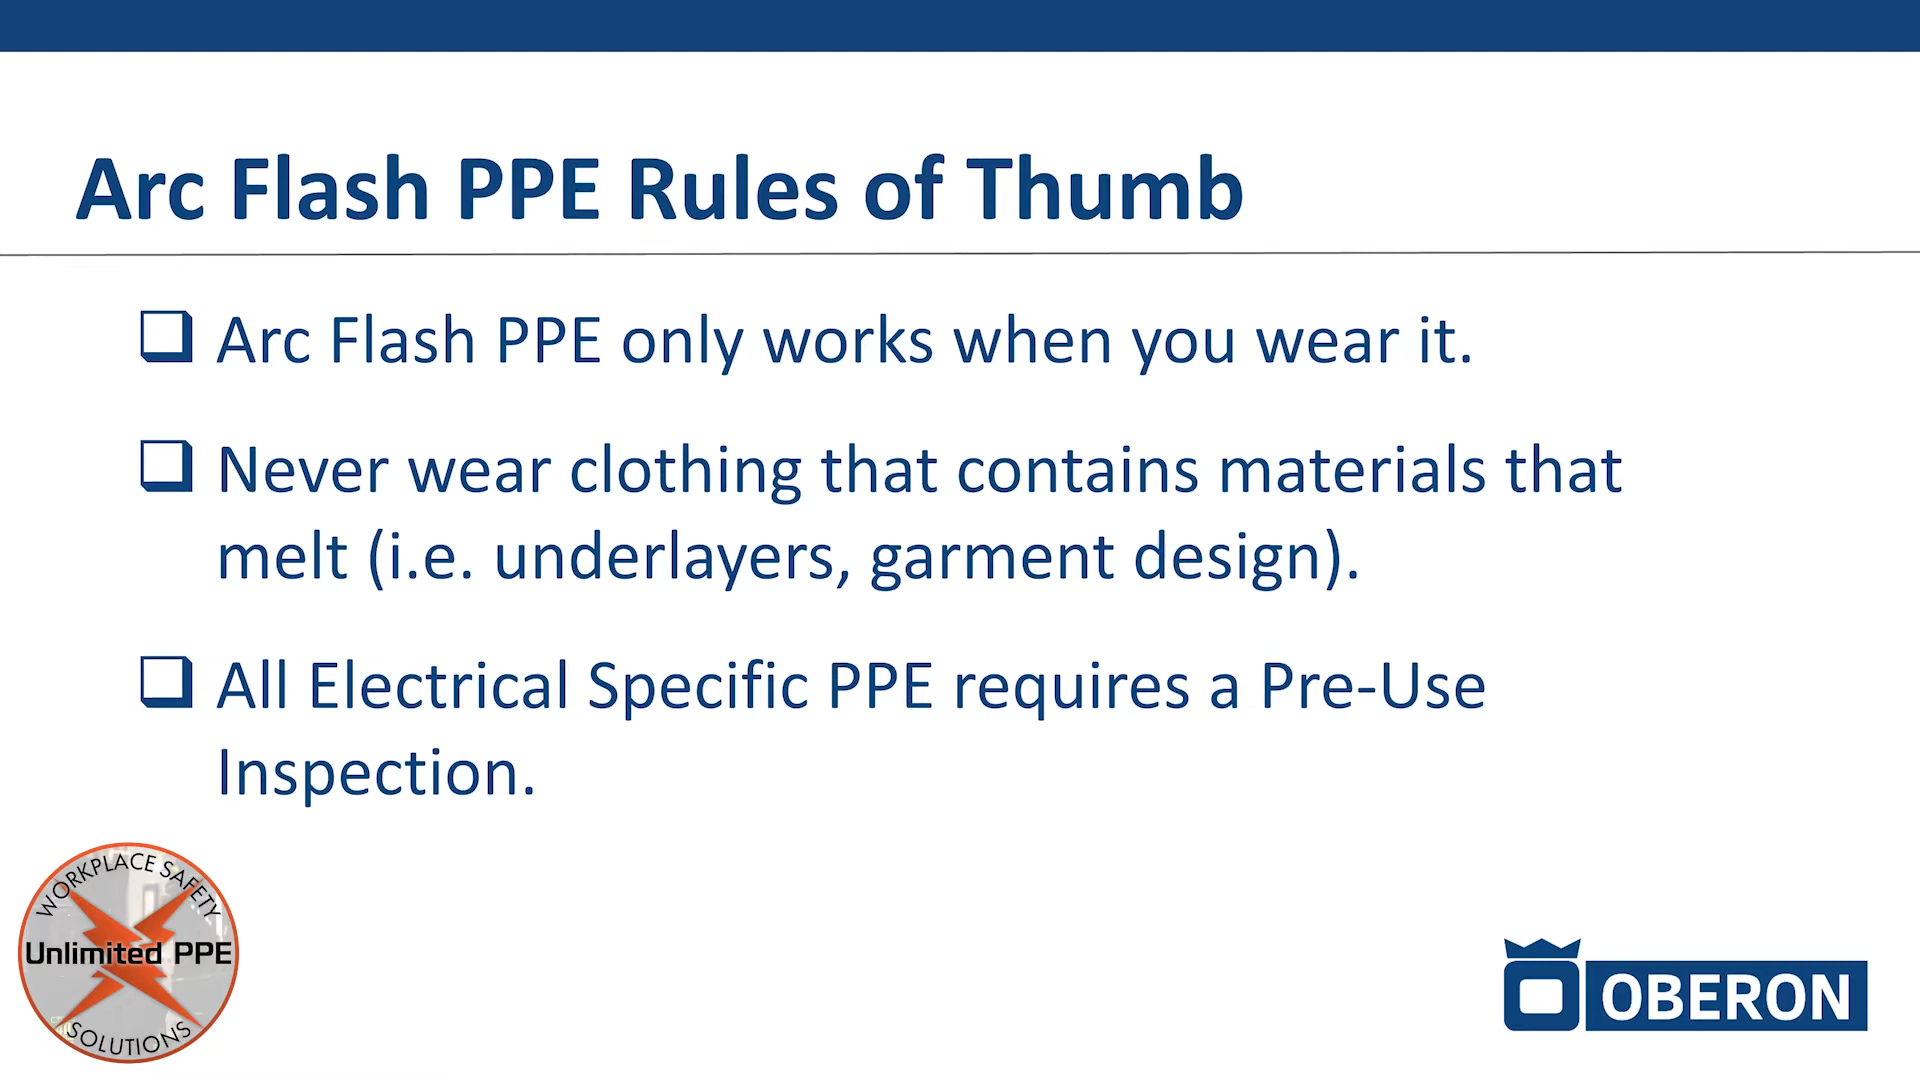 Arc Flash PPE Rules of Thumb
Arc Flash PPE only works when you wear it.
Never wear clothing that contains materials that
melt (i.e. underlayers, garment design).
All Electrical Specific PPE requires a Pre-Use
Inspection.
WORKPLACE SAFETY
Unlimited PPE
SOLUTIONS
OBERON